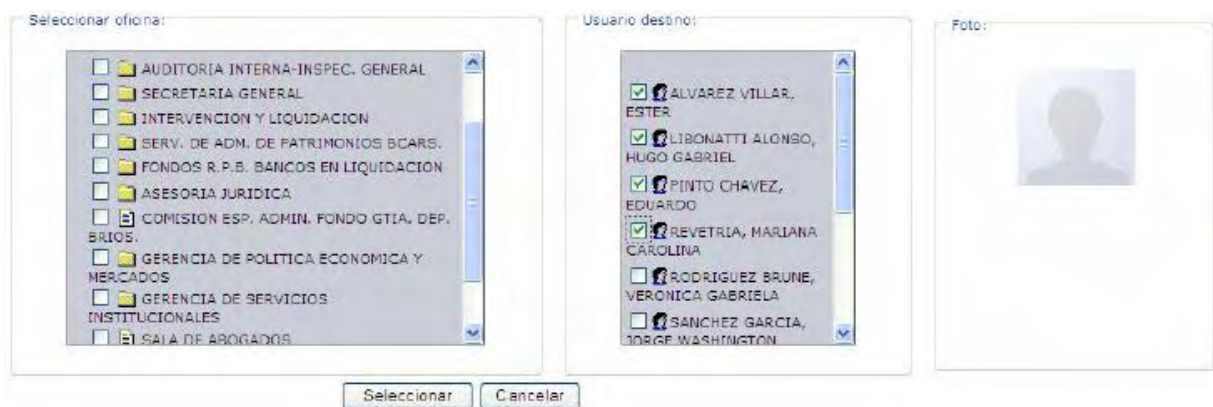 Seleccionar oficina:
AUDITORIA INTERNA-INSPEC. GENERAL
SECRETARIA GENERAL
INTERVENCION Y LIQUIDACION
SERV. DE ADM. DE PATRIMONIOS BCARS.
FONDOS R.P.B. BANCOS EN LIQUIDACION
ASESORIA JURIDICA
COMISION ESP. ADMIN. FONDO GTIA. DEP.
BRIOS.
GERENCIA DE POLITICA ECONOMICA Y
MERCADOS
GERENCIA DE SERVICIOS
INSTITUCIONALES
SALA DE ABOGADOS
Usuario destino:
ALVAREZ VILLAR,
ESTER
LIBONATTI ALONSO,
HUGO GABRIEL
PINTO CHAVEZ,
EDUARDO
REVETRIA, MARIANA
CAROLINA
RODRIGUEZ BRUNE,
VERONICA GABRIELA
SANCHEZ GARCIA,
JORGE WASHINGTON
Foto:
Seleccionar
Cancelar